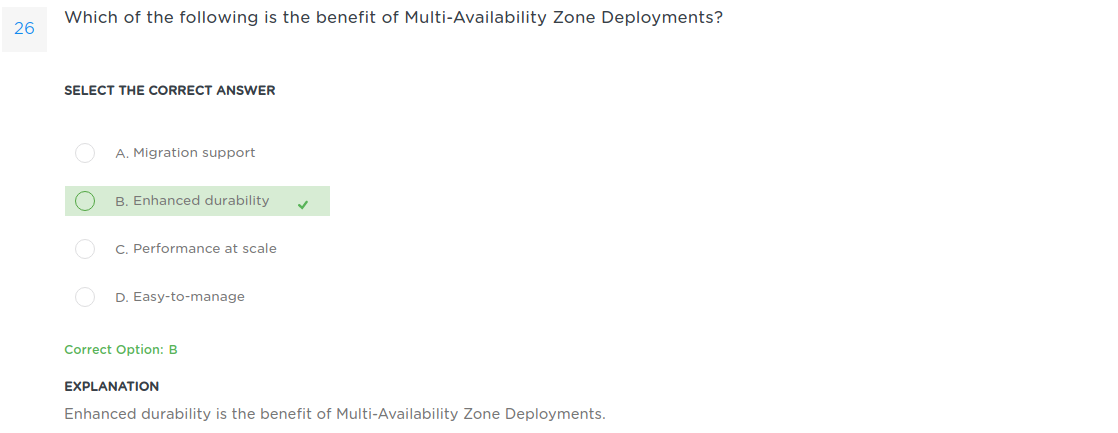 26
Which of the following is the benefit of Multi-Availability Zone Deployments?
SELECT THE CORRECT ANSWER
A. Migration support
B. Enhanced durability
C. Performance at scale
D. Easy-to-manage
Correct Option: B
EXPLANATION
Enhanced durability is the benefit of Multi-Availability Zone Deployments.